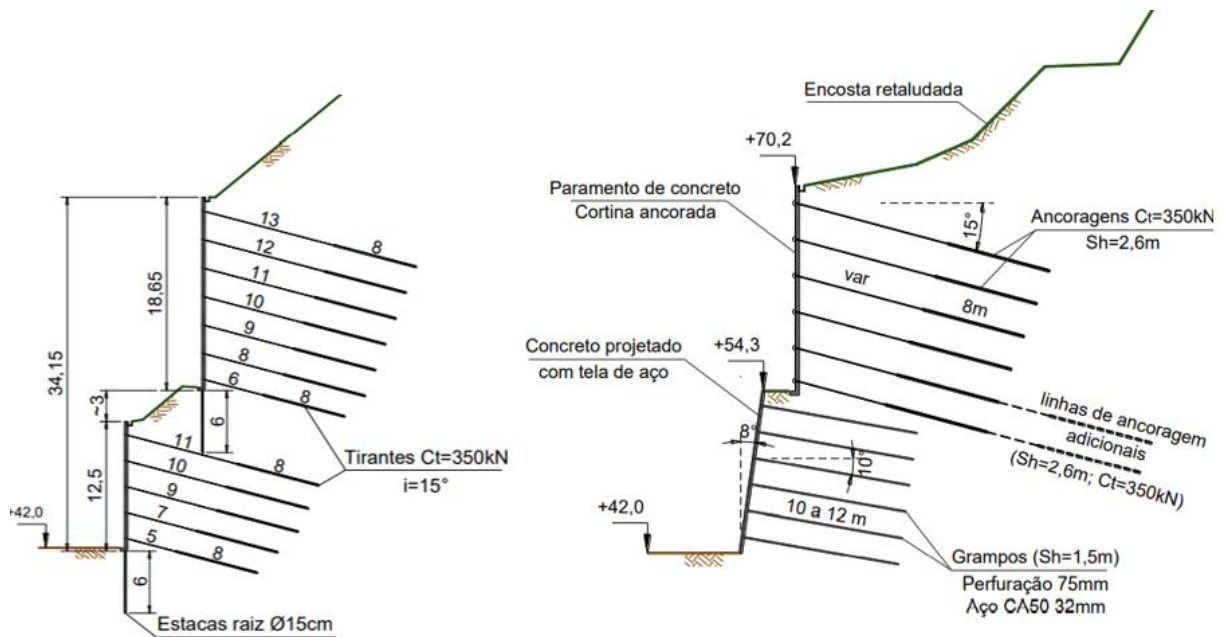 13
8
12
11
10
9
8
6
8
18,65
34,15
~3
6
12,5
11
8
10
9
7
5
8
6
Tirantes Ct=350kN
i=15°
+42,0
Estacas raiz Ø15cm
Encosta retaludada
+70,2
Paramento de concreto
Cortina ancorada
15°
Ancoragens Ct=350kN
Sh=2,6m
var
8m
Concreto projetado
com tela de aço
+54,3
linhas de ancoragem
adicionais
(Sh=2,6m; Ct=350kN)
8°
10°
10 a 12 m
+42,0
Grampos (Sh=1,5m)
Perfuração 75mm
Aço CA50 32mm